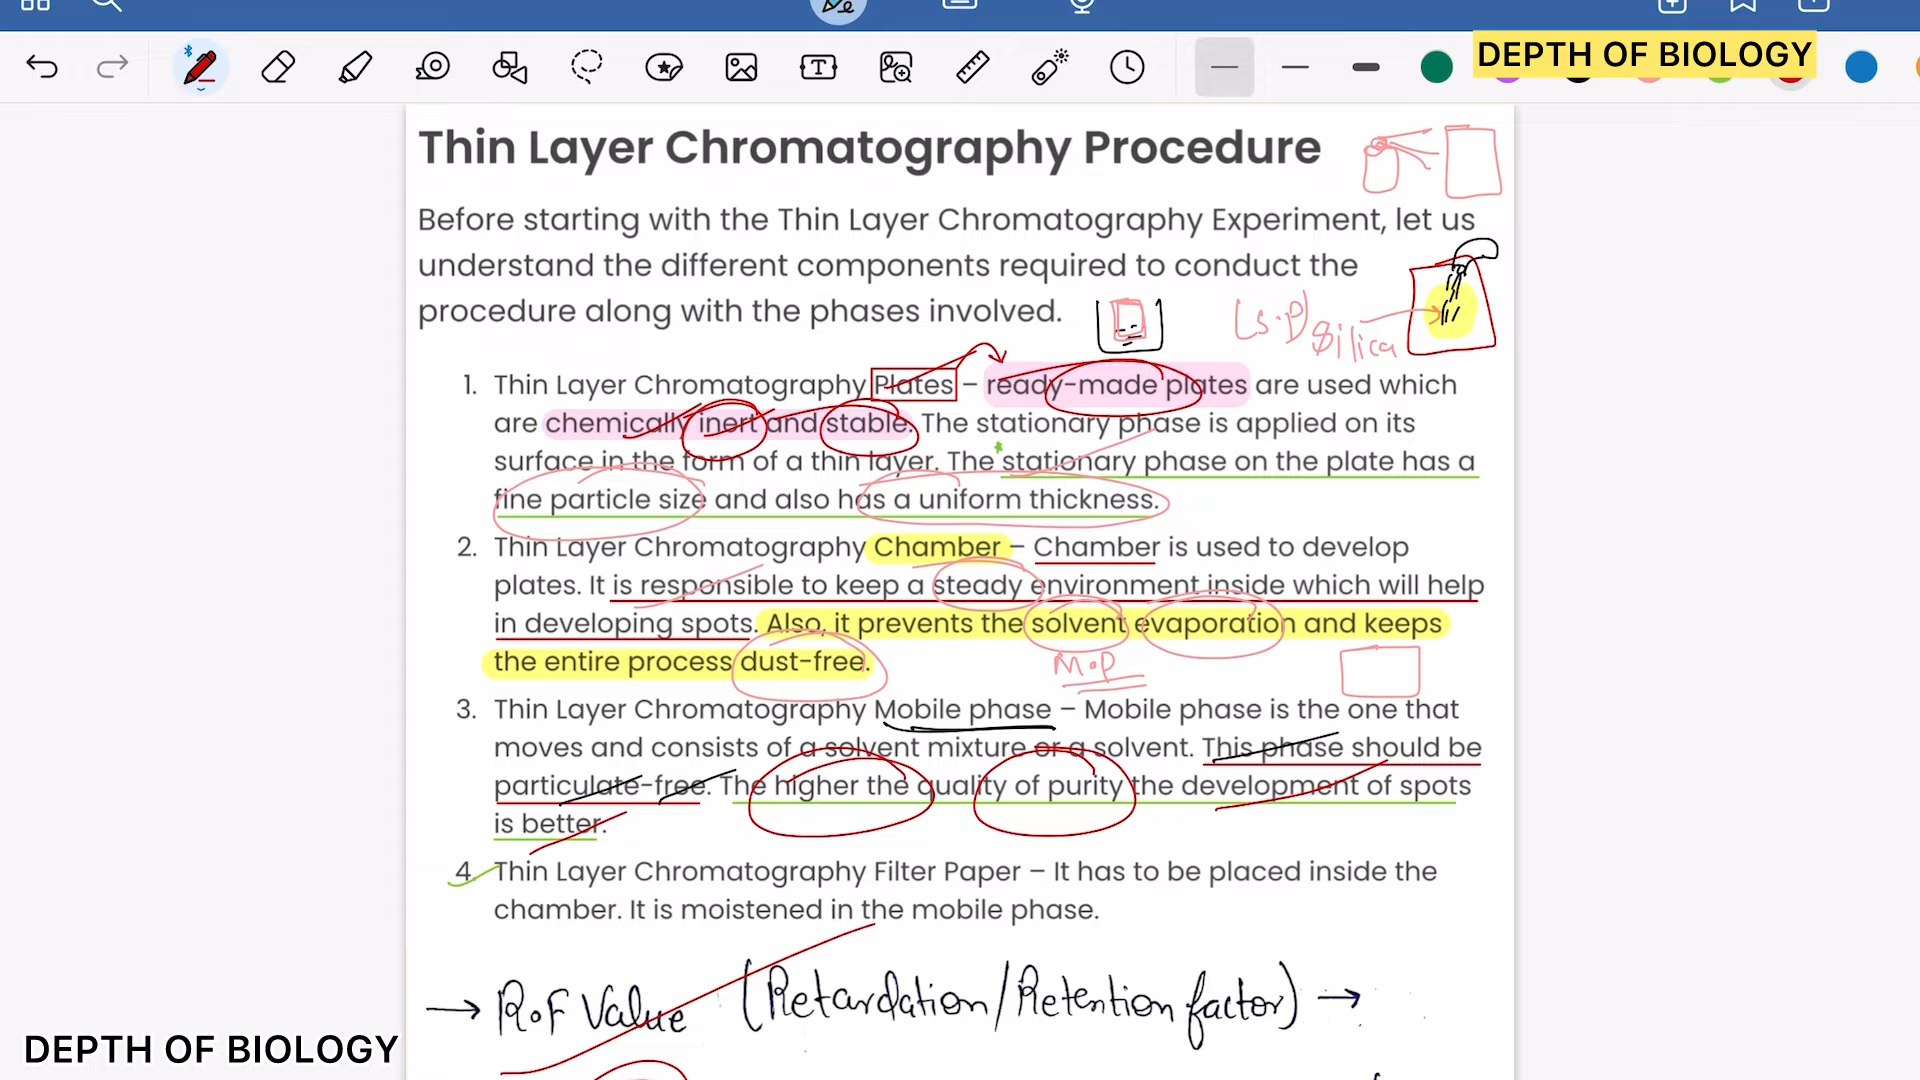 DEPTH OF BIOLOGY
Thin Layer Chromatography Procedure
Before starting with the Thin Layer Chromatography Experiment, let us
understand the different components required to conduct the
procedure along with the phases involved.
(S.P)
Silica
1. Thin Layer Chromatography Plates – ready-made plates are used which
are chemically inert and stable. The stationary phase is applied on its
surface in the form of a thin layer. The stationary phase on the plate has a
fine particle size and also has a uniform thickness.
2. Thin Layer Chromatography Chamber – Chamber is used to develop
plates. It is responsible to keep a steady environment inside which will help
in developing spots. Also, it prevents the solvent evaporation and keeps
the entire process dust-free.
M.P
3. Thin Layer Chromatography Mobile phase – Mobile phase is the one that
moves and consists of a solvent mixture or a solvent. This phase should be
particulate-free. The higher the quality of purity the development of spots
is better.
4. Thin Layer Chromatography Filter Paper – It has to be placed inside the
chamber. It is moistened in the mobile phase.
→ R.F Value (Retardation/Retention factor) →
DEPTH OF BIOLOGY